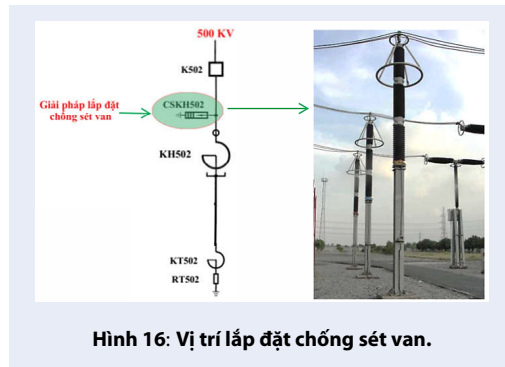 500 KV
K502
Giải pháp lắp đặt
chống sét van
CSKH502
KH502
KT502
RT502
Hình 16: Vị trí lắp đặt chống sét van.